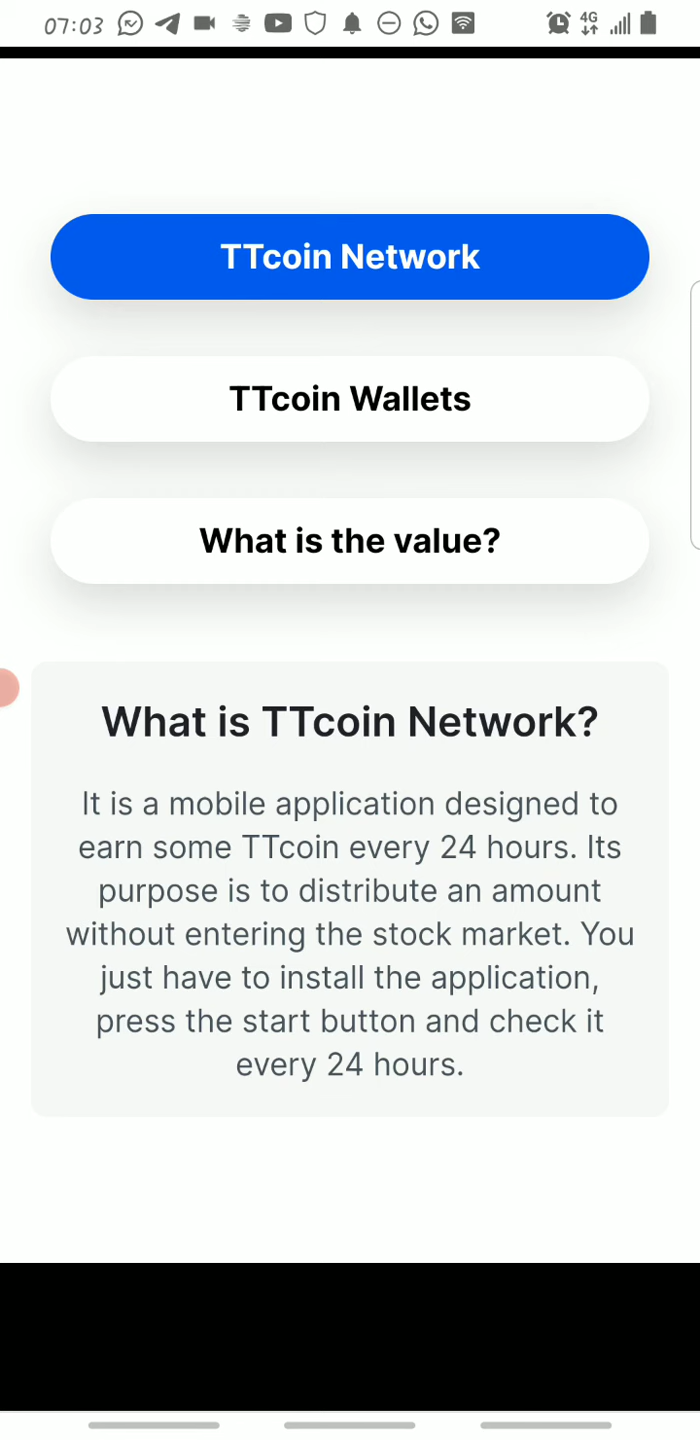 07:03
4G
TTcoin Network
TTcoin Wallets
What is the value?
What is TTcoin Network?
It is a mobile application designed to
earn some TTcoin every 24 hours. Its
purpose is to distribute an amount
without entering the stock market. You
just have to install the application,
press the start button and check it
every 24 hours.